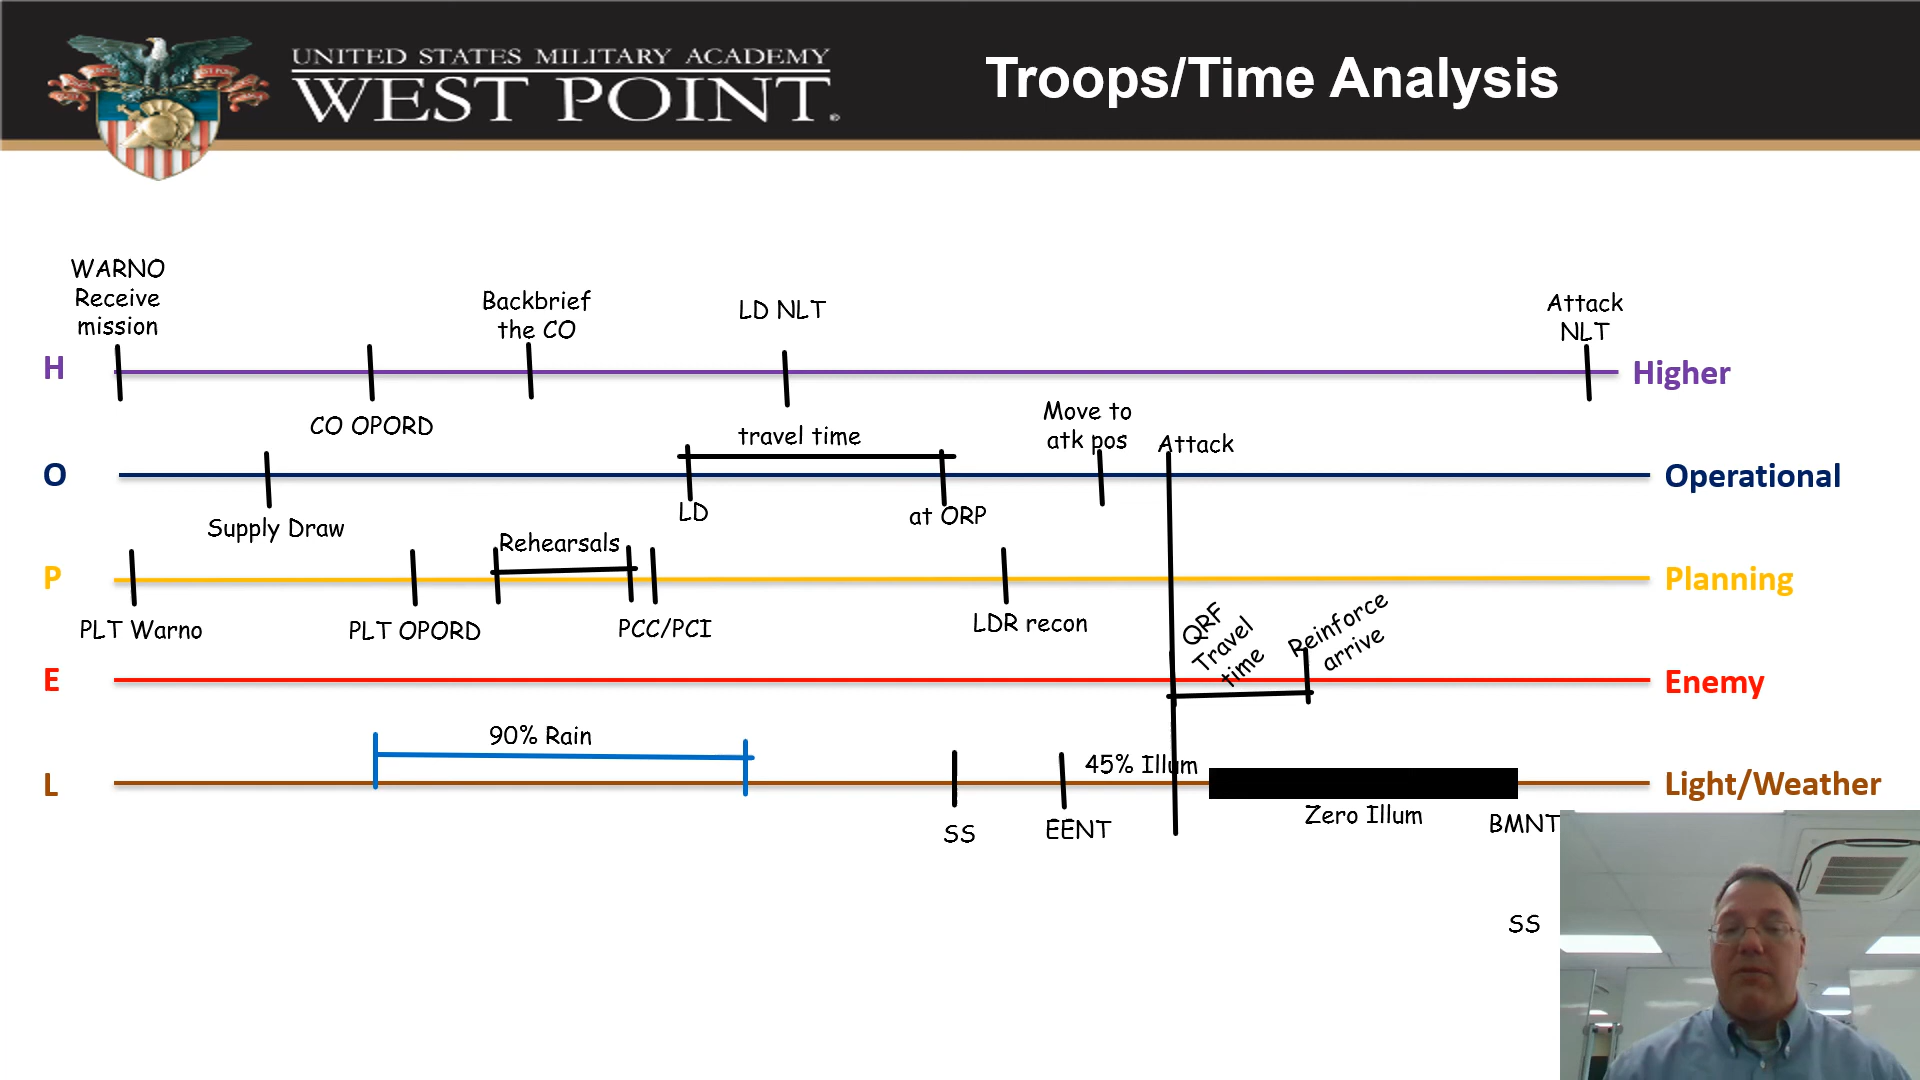 UNITED STATES MILITARY ACADEMY
WEST POINT.
Troops/Time Analysis
WARNO
Receive
mission
Backbrief
the CO
LD NLT
Attack
NLT
H
Higher
CO OPORD
travel time
Move to
atk pos
Attack
O
Operational
Supply Draw
LD
at ORP
Rehearsals
P
Planning
PLT Warno
PLT OPORD
PCC/PCI
LDR recon
QRF
Travel
time
Reinforce
arrive
E
Enemy
90% Rain
45% Illum
L
Light/Weather
SS
EENT
Zero Illum
BMNT
SS